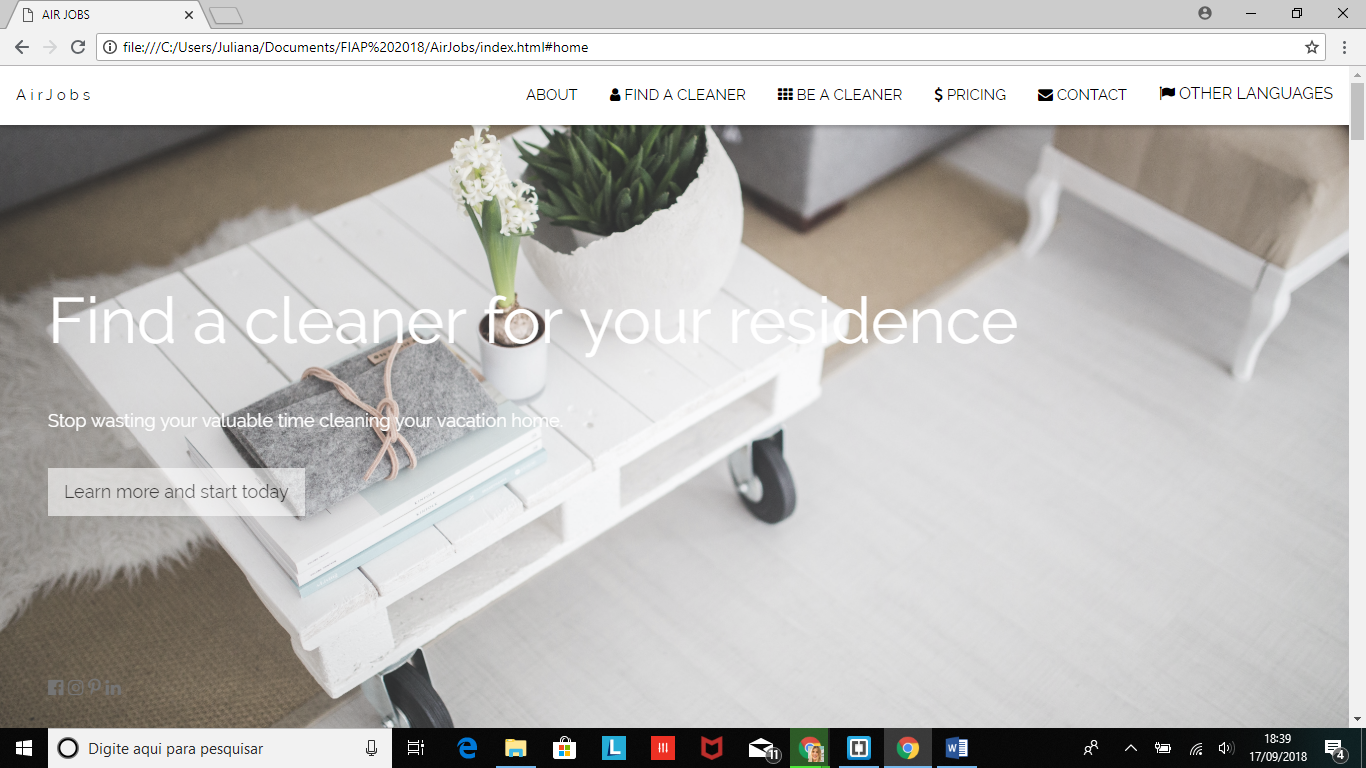 AIR JOBS
file:///C:/Users/Juliana/Documents/FIAP%202018/AirJobs/index.html#home
AirJobs
ABOUT FIND A CLEANER BE A CLEANER $ PRICING CONTACT OTHER LANGUAGES
Find a cleaner for your residence
Stop wasting your valuable time cleaning your vacation home.
Learn more and start today
Digite aqui para pesquisar
11
18:39
17/09/2018
4